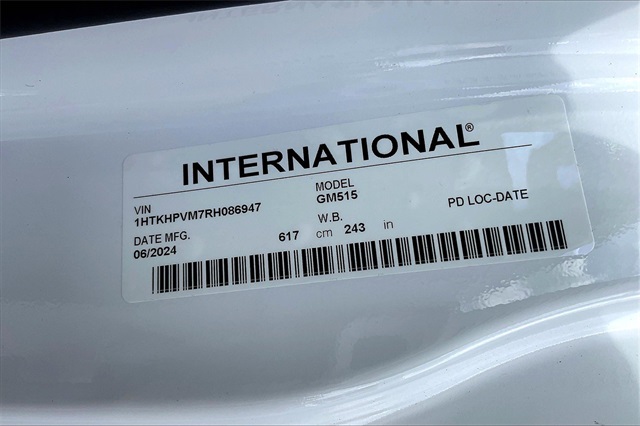 INTERNATIONAL®
VIN MODEL
1HTKHPVM7RH086947 GM515
DATE MFG. W.B. PD LOC-DATE
06/2024 617 cm 243 in